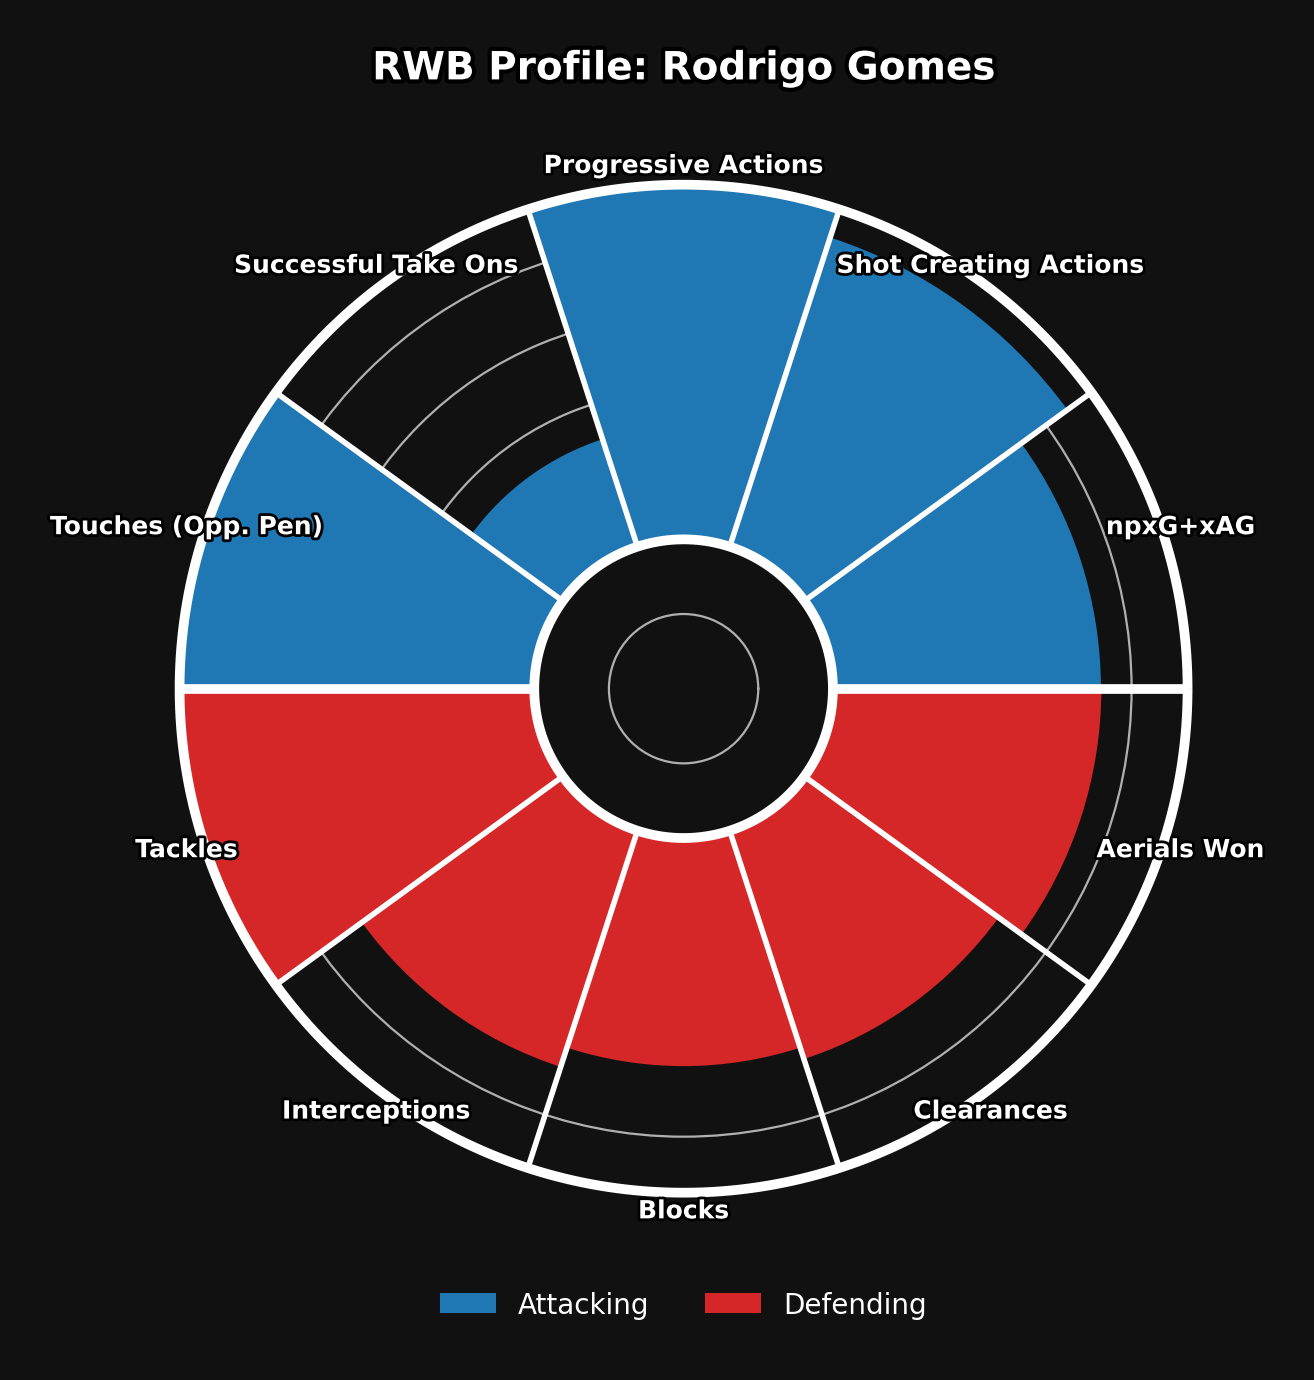 RWB Profile: Rodrigo Gomes
Progressive Actions
Successful Take Ons
Shot Creating Actions
Touches (Opp. Pen)
npxG+xAG
Tackles
Aerials Won
Interceptions
Clearances
Blocks
Attacking
Defending